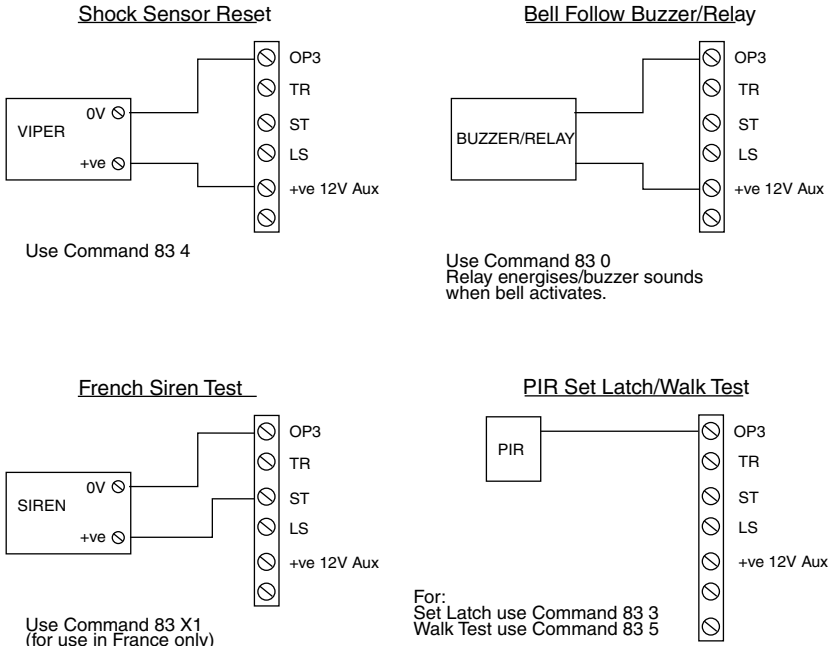 Shock Sensor Reset
VIPER
0V
+ve
OP3
TR
ST
LS
+ve 12V Aux
Use Command 83 4
Bell Follow Buzzer/Relay
BUZZER/RELAY
OP3
TR
ST
LS
+ve 12V Aux
Use Command 83 0
Relay energises/buzzer sounds
when bell activates.
French Siren Test
SIREN
0V
+ve
OP3
TR
ST
LS
+ve 12V Aux
Use Command 83 X1
(for use in France only)
PIR Set Latch/Walk Test
PIR
OP3
TR
ST
LS
+ve 12V Aux
For:
Set Latch use Command 83 3
Walk Test use Command 83 5